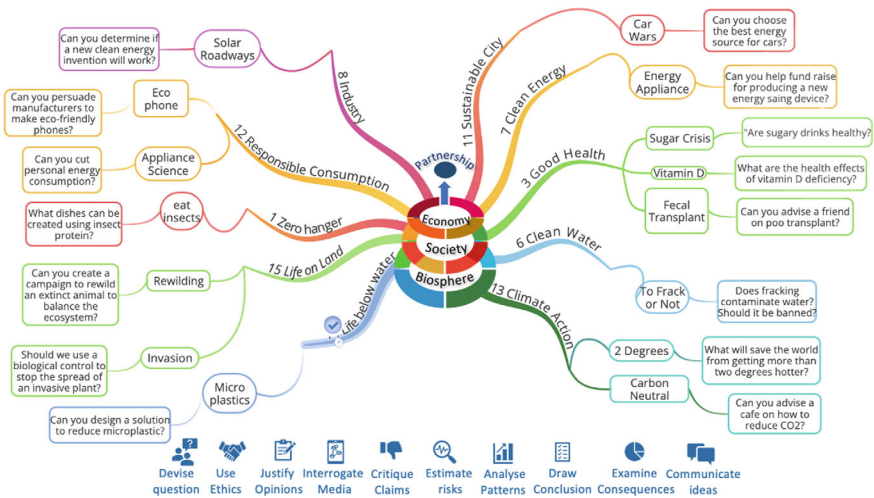 Can you determine if
a new clean energy
invention will work?
Solar
Roadways
8 Industry
Can you persuade
manufacturers to
make eco-friendly
phones?
Eco
phone
Can you cut
personal energy
consumption?
Appliance
Science
12 Responsible Consumption
What dishes can be
created using insect
protein?
eat
insects
1 Zero hanger
Can you create a
campaign to rewild
an extinct animal to
balance the
ecosystem?
Rewilding
15 Life on Land
Should we use a
biological control to
stop the spread of
an invasive plant?
Invasion
Can you design a solution
to reduce microplastic?
Micro
plastics
Life below water
Partnership
Economy
Society
Biosphere
11 Sustainable City
Car
Wars
Can you choose
the best energy
source for cars?
7 Clean Energy
Energy
Appliance
Can you help fund raise
for producing a new
energy saing device?
3 Good Health
Sugar Crisis
"Are sugary drinks healthy?
Vitamin D
What are the health effects
of vitamin D deficiency?
Fecal
Transplant
Can you advise a friend
on poo transplant?
6 Clean Water
To Frack
or Not
Does fracking
contaminate water?
Should it be banned?
13 Climate Action
2 Degrees
What will save the world
from getting more than
two degrees hotter?
Carbon
Neutral
Can you advise a
cafe on how to
reduce CO2?
Devise
question
Use
Ethics
Justify
Opinions
Interrogate
Media
Critique
Claims
Estimate
risks
Analyse
Patterns
Draw
Conclusion
Examine
Consequences
Communicate
ideas